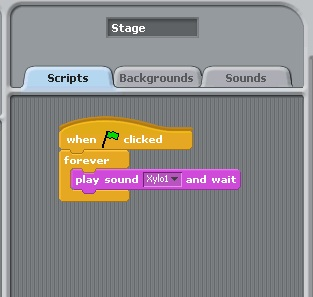 Stage
Scripts Backgrounds Sounds
when clicked
forever
play sound Xylo1 and wait